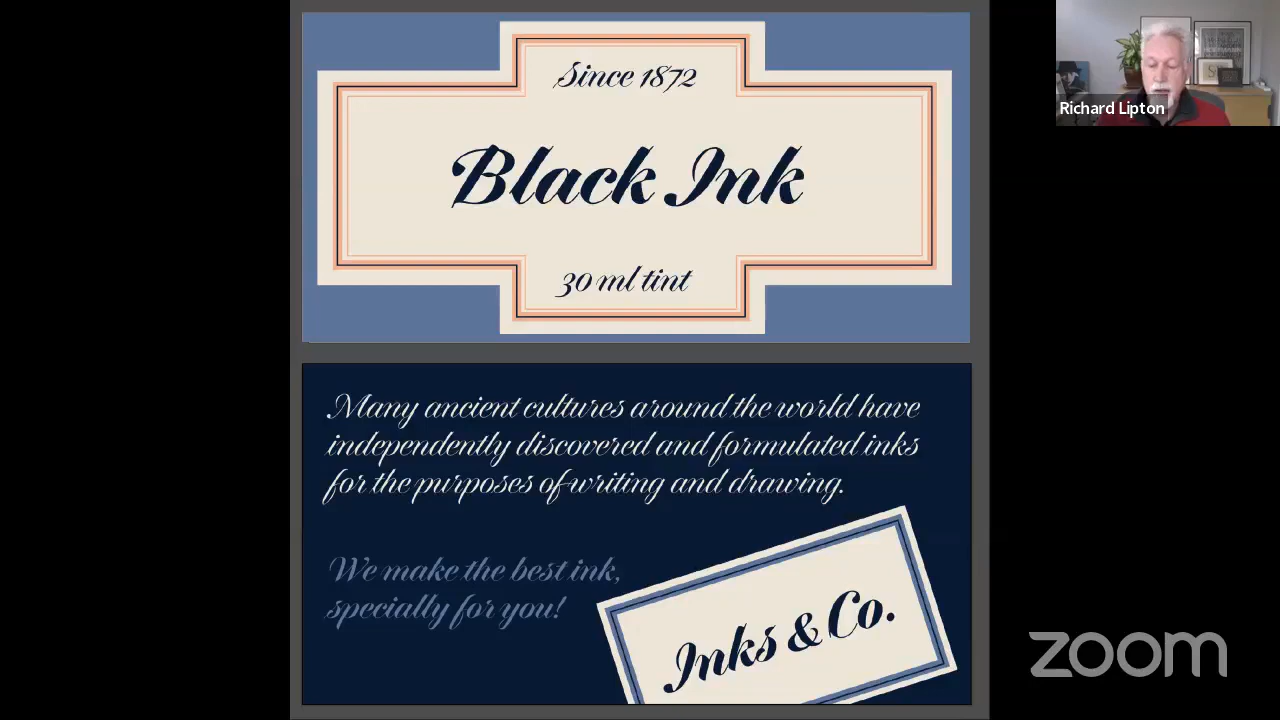 Since 1872
Black Ink
30 ml tint
Many ancient cultures around the world have
independently discovered and formulated inks
for the purposes of writing and drawing.
We make the best ink,
specially for you!
Inks & Co.
Richard Lipton
zoom